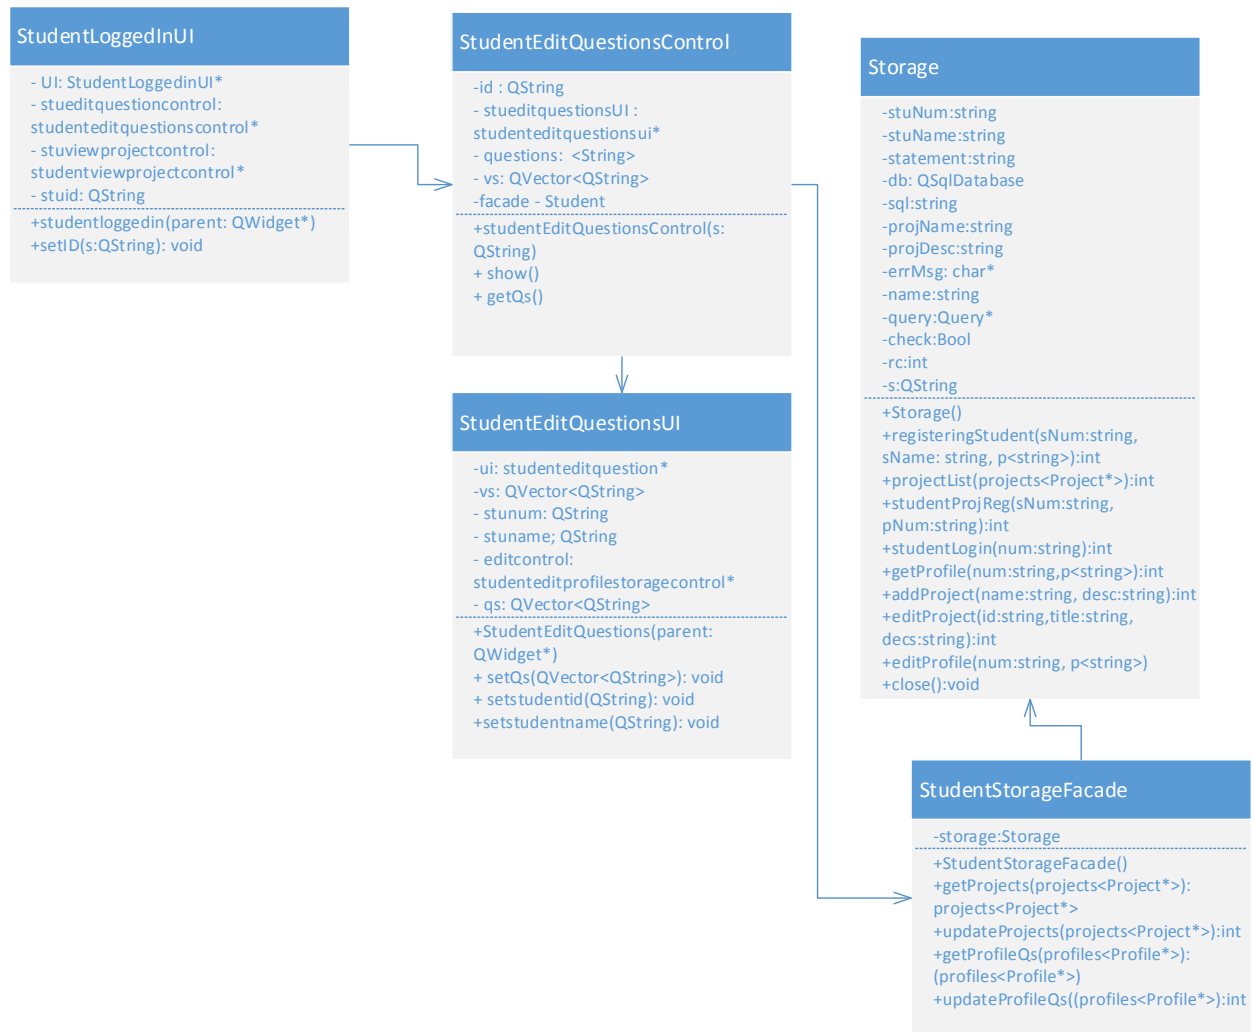 StudentLoggedInUI
- UI: StudentLoggedinUI*
- stueditquestioncontrol:
studenteditquestionscontrol*
- stuviewprojectcontrol:
studentviewprojectcontrol*
- stuid: QString
+studentloggedin(parent: QWidget*)
+setID(s:QString): void
StudentEditQuestionsControl
-id : QString
- stueditquestionsUI :
studenteditquestionsui*
- questions: <String>
- vs: QVector<QString>
-facade - Student
+studentEditQuestionsControl(s:
QString)
+ show()
+ getQs()
StudentEditQuestionsUI
-ui: studenteditquestion*
-vs: QVector<QString>
- stunum: QString
- stuname; QString
- editcontrol:
studenteditprofilestoragecontrol*
- qs: QVector<QString>
+StudentEditQuestions(parent:
QWidget*)
+ setQs(QVector<QString>): void
+ setstudentid(QString): void
+setstudentname(QString): void
Storage
-stuNum:string
-stuName:string
-statement:string
-db: QSqlDatabase
-sql:string
-projName:string
-projDesc:string
-errMsg: char*
-name:string
-query:Query*
-check:Bool
-rc:int
-s:QString
+Storage()
+registeringStudent(sNum:string,
sName: string, p<string>):int
+projectList(projects<Project*>):int
+studentProjReg(sNum:string,
pNum:string):int
+studentLogin(num:string):int
+getProfile(num:string,p<string>):int
+addProject(name:string, desc:string):int
+editProject(id:string,title:string,
decs:string):int
+editProfile(num:string, p<string>)
+close():void
StudentStorageFacade
-storage:Storage
+StudentStorageFacade()
+getProjects(projects<Project*>):
projects<Project*>
+updateProjects(projects<Project*>):int
+getProfileQs(profiles<Profile*>):
(profiles<Profile*>)
+updateProfileQs((profiles<Profile*>):int